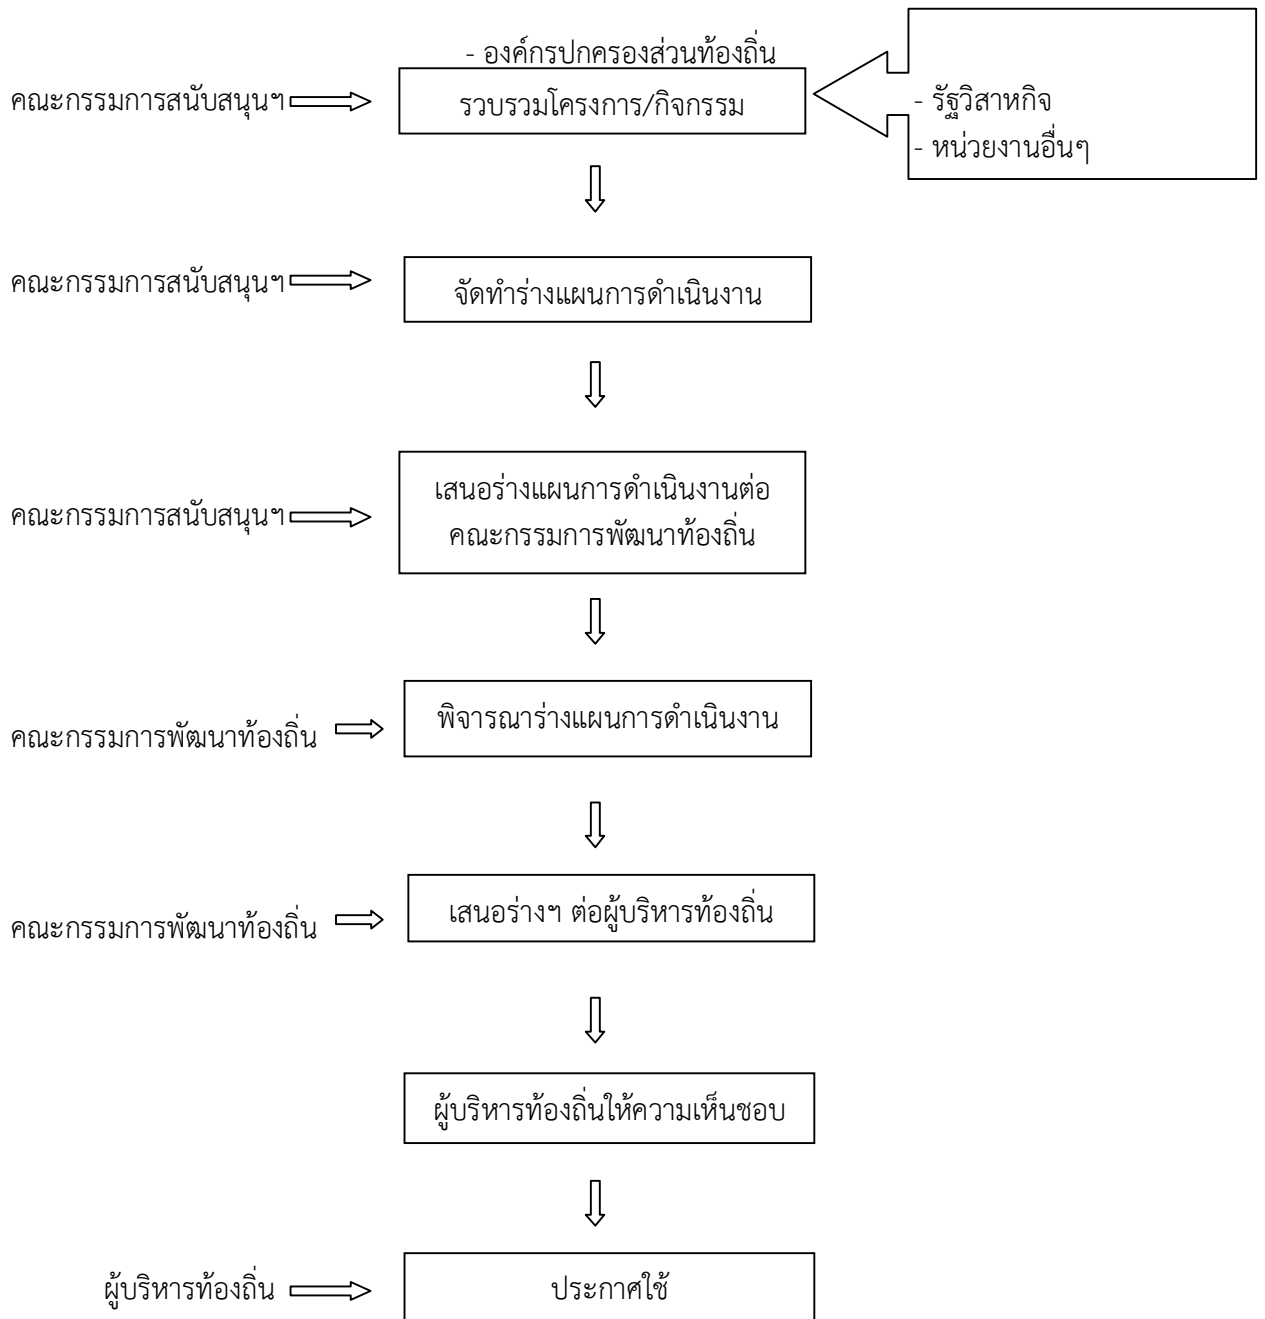 - องค์กรปกครองส่วนท้องถิ่น
คณะกรรมการสนับสนุนฯ
รวบรวมโครงการ/กิจกรรม
- รัฐวิสาหกิจ
- หน่วยงานอื่นๆ
คณะกรรมการสนับสนุนฯ
จัดทำร่างแผนการดำเนินงาน
คณะกรรมการสนับสนุนฯ
เสนอร่างแผนการดำเนินงานต่อ
คณะกรรมการพัฒนาท้องถิ่น
คณะกรรมการพัฒนาท้องถิ่น
พิจารณาร่างแผนการดำเนินงาน
คณะกรรมการพัฒนาท้องถิ่น
เสนอร่างฯ ต่อผู้บริหารท้องถิ่น
ผู้บริหารท้องถิ่นให้ความเห็นชอบ
ผู้บริหารท้องถิ่น
ประกาศใช้